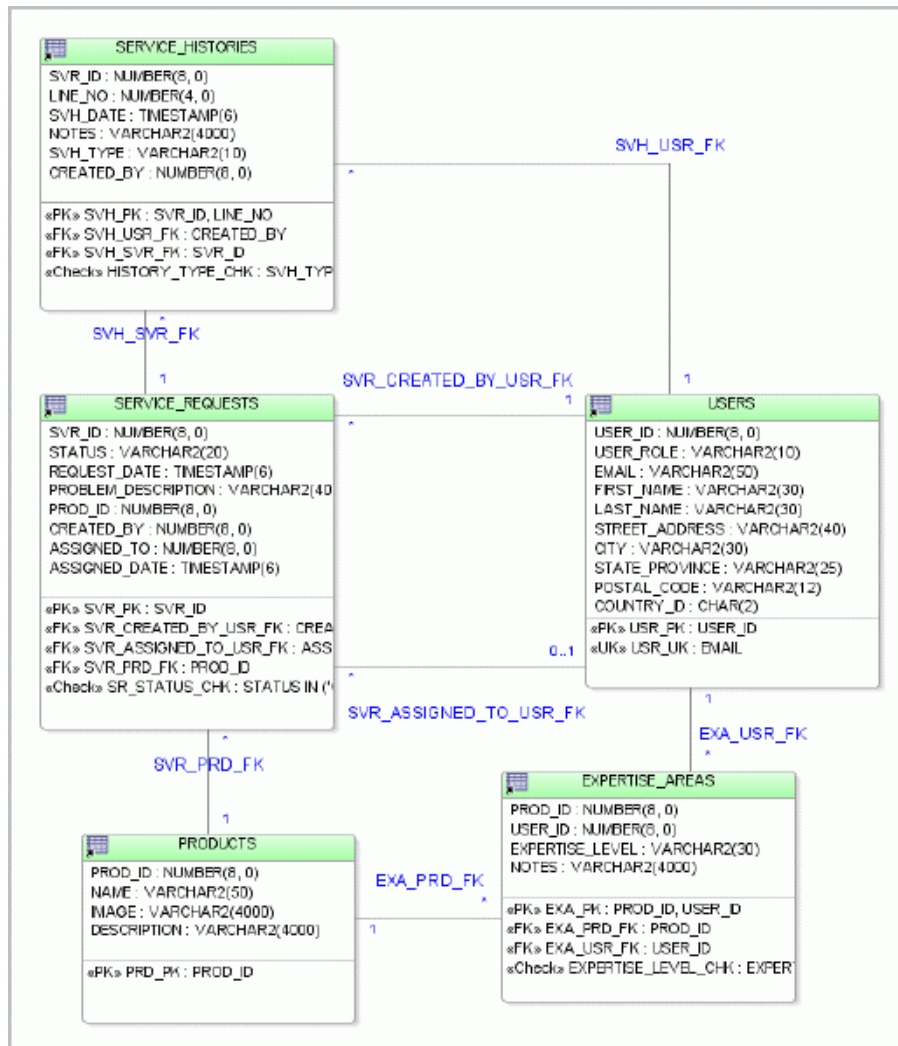 SERVICE_HISTORIES
SVR_ID : NUMBER(8, 0)
LINE_NO : NUMBER(4, 0)
SVH_DATE : TIMESTAMP(6)
NOTES : VARCHAR2(4000)
SVH_TYPE : VARCHAR2(10)
CREATED_BY : NUMBER(8, 0)
«PK» SVH_PK : SVR_ID, LINE_NO
«FK» SVH_USR_FK : CREATED_BY
«FK» SVH_SVR_FK : SVR_ID
«Check» HISTORY_TYPE_CHK : SVH_TYP
SVH_USR_FK
*
*
SVH_SVR_FK
1
SVR_CREATED_BY_USR_FK
1
1
*
SERVICE_REQUESTS
SVR_ID : NUMBER(8, 0)
STATUS : VARCHAR2(20)
REQUEST_DATE : TIMESTAMP(6)
PROBLEM_DESCRIPTION : VARCHAR2(40
PROD_ID : NUMBER(8, 0)
CREATED_BY : NUMBER(8, 0)
ASSIGNED_TO : NUMBER(8, 0)
ASSIGNED_DATE : TIMESTAMP(6)
«PK» SVR_PK : SVR_ID
«FK» SVR_CREATED_BY_USR_FK : CREA
«FK» SVR_ASSIGNED_TO_USR_FK : ASS
«FK» SVR_PRD_FK : PROD_ID
«Check» SR_STATUS_CHK : STATUS IN ('
USERS
USER_ID : NUMBER(8, 0)
USER_ROLE : VARCHAR2(10)
EMAIL : VARCHAR2(50)
FIRST_NAME : VARCHAR2(30)
LAST_NAME : VARCHAR2(30)
STREET_ADDRESS : VARCHAR2(40)
CITY : VARCHAR2(30)
STATE_PROVINCE : VARCHAR2(25)
POSTAL_CODE : VARCHAR2(12)
COUNTRY_ID : CHAR(2)
«PK» USR_PK : USER_ID
«UK» USR_UK : EMAIL
0..1
*
SVR_ASSIGNED_TO_USR_FK
1
EXA_USR_FK
*
*
SVR_PRD_FK
1
PRODUCTS
PROD_ID : NUMBER(8, 0)
NAME : VARCHAR2(50)
IMAGE : VARCHAR2(4000)
DESCRIPTION : VARCHAR2(4000)
«PK» PRD_PK : PROD_ID
EXA_PRD_FK
*
1
EXPERTISE_AREAS
PROD_ID : NUMBER(8, 0)
USER_ID : NUMBER(8, 0)
EXPERTISE_LEVEL : VARCHAR2(30)
NOTES : VARCHAR2(4000)
«PK» EXA_PK : PROD_ID, USER_ID
«FK» EXA_PRD_FK : PROD_ID
«FK» EXA_USR_FK : USER_ID
«Check» EXPERTISE_LEVEL_CHK : EXPER